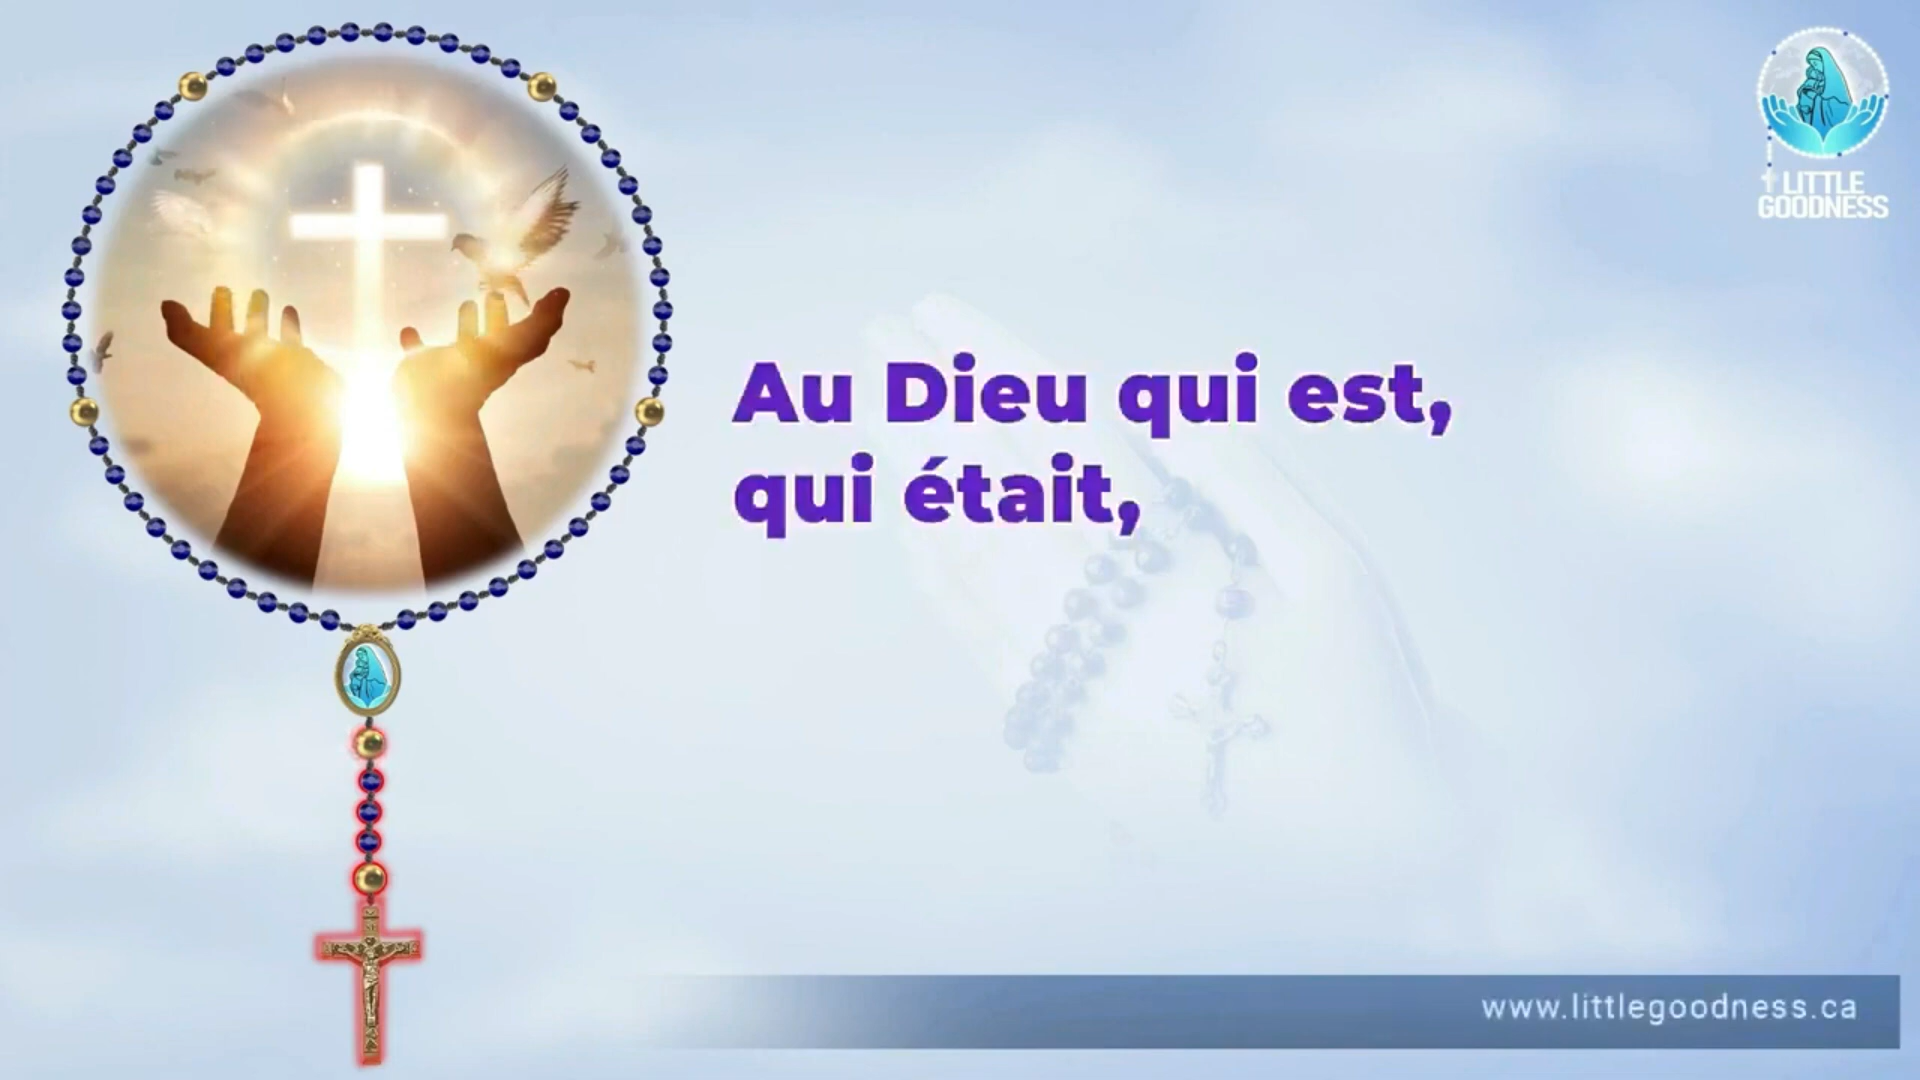 LITTLE
GOODNESS
Au Dieu qui est,
qui était,
www.littlegoodness.ca